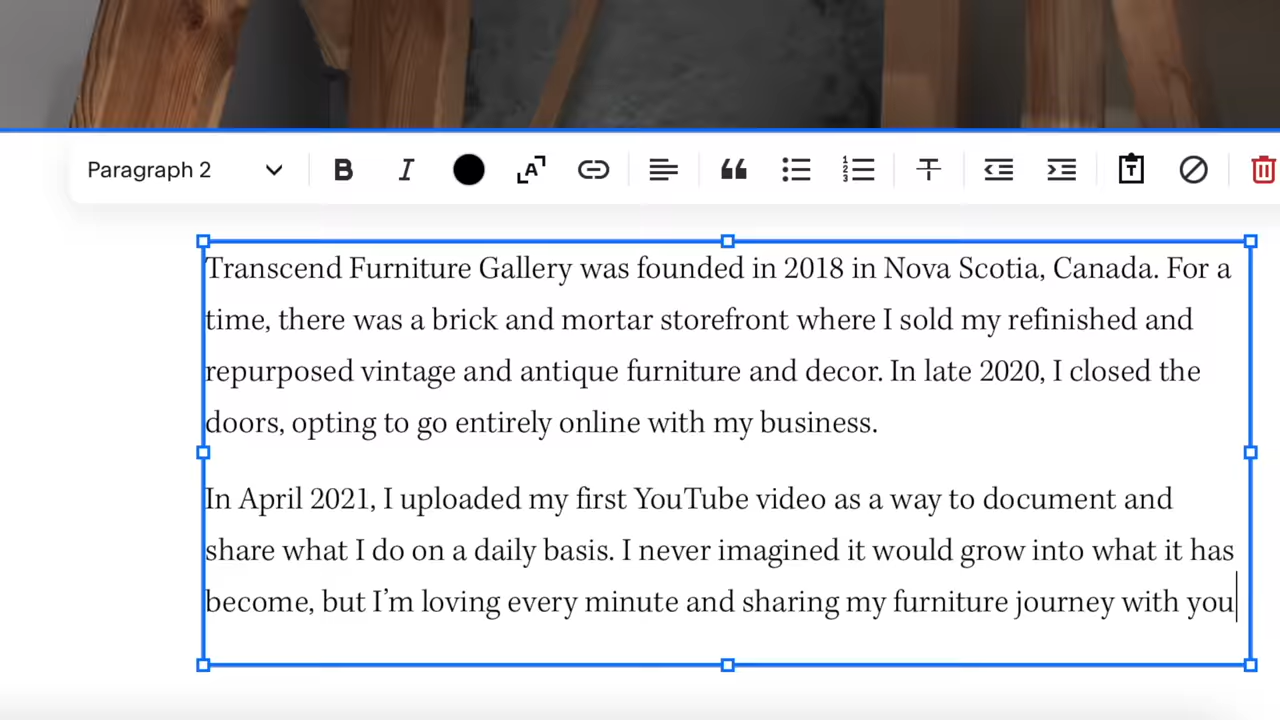 Paragraph 2
Transcend Furniture Gallery was founded in 2018 in Nova Scotia, Canada. For a
time, there was a brick and mortar storefront where I sold my refinished and
repurposed vintage and antique furniture and decor. In late 2020, I closed the
doors, opting to go entirely online with my business.
In April 2021, I uploaded my first YouTube video as a way to document and
share what I do on a daily basis. I never imagined it would grow into what it has
become, but I’m loving every minute and sharing my furniture journey with you